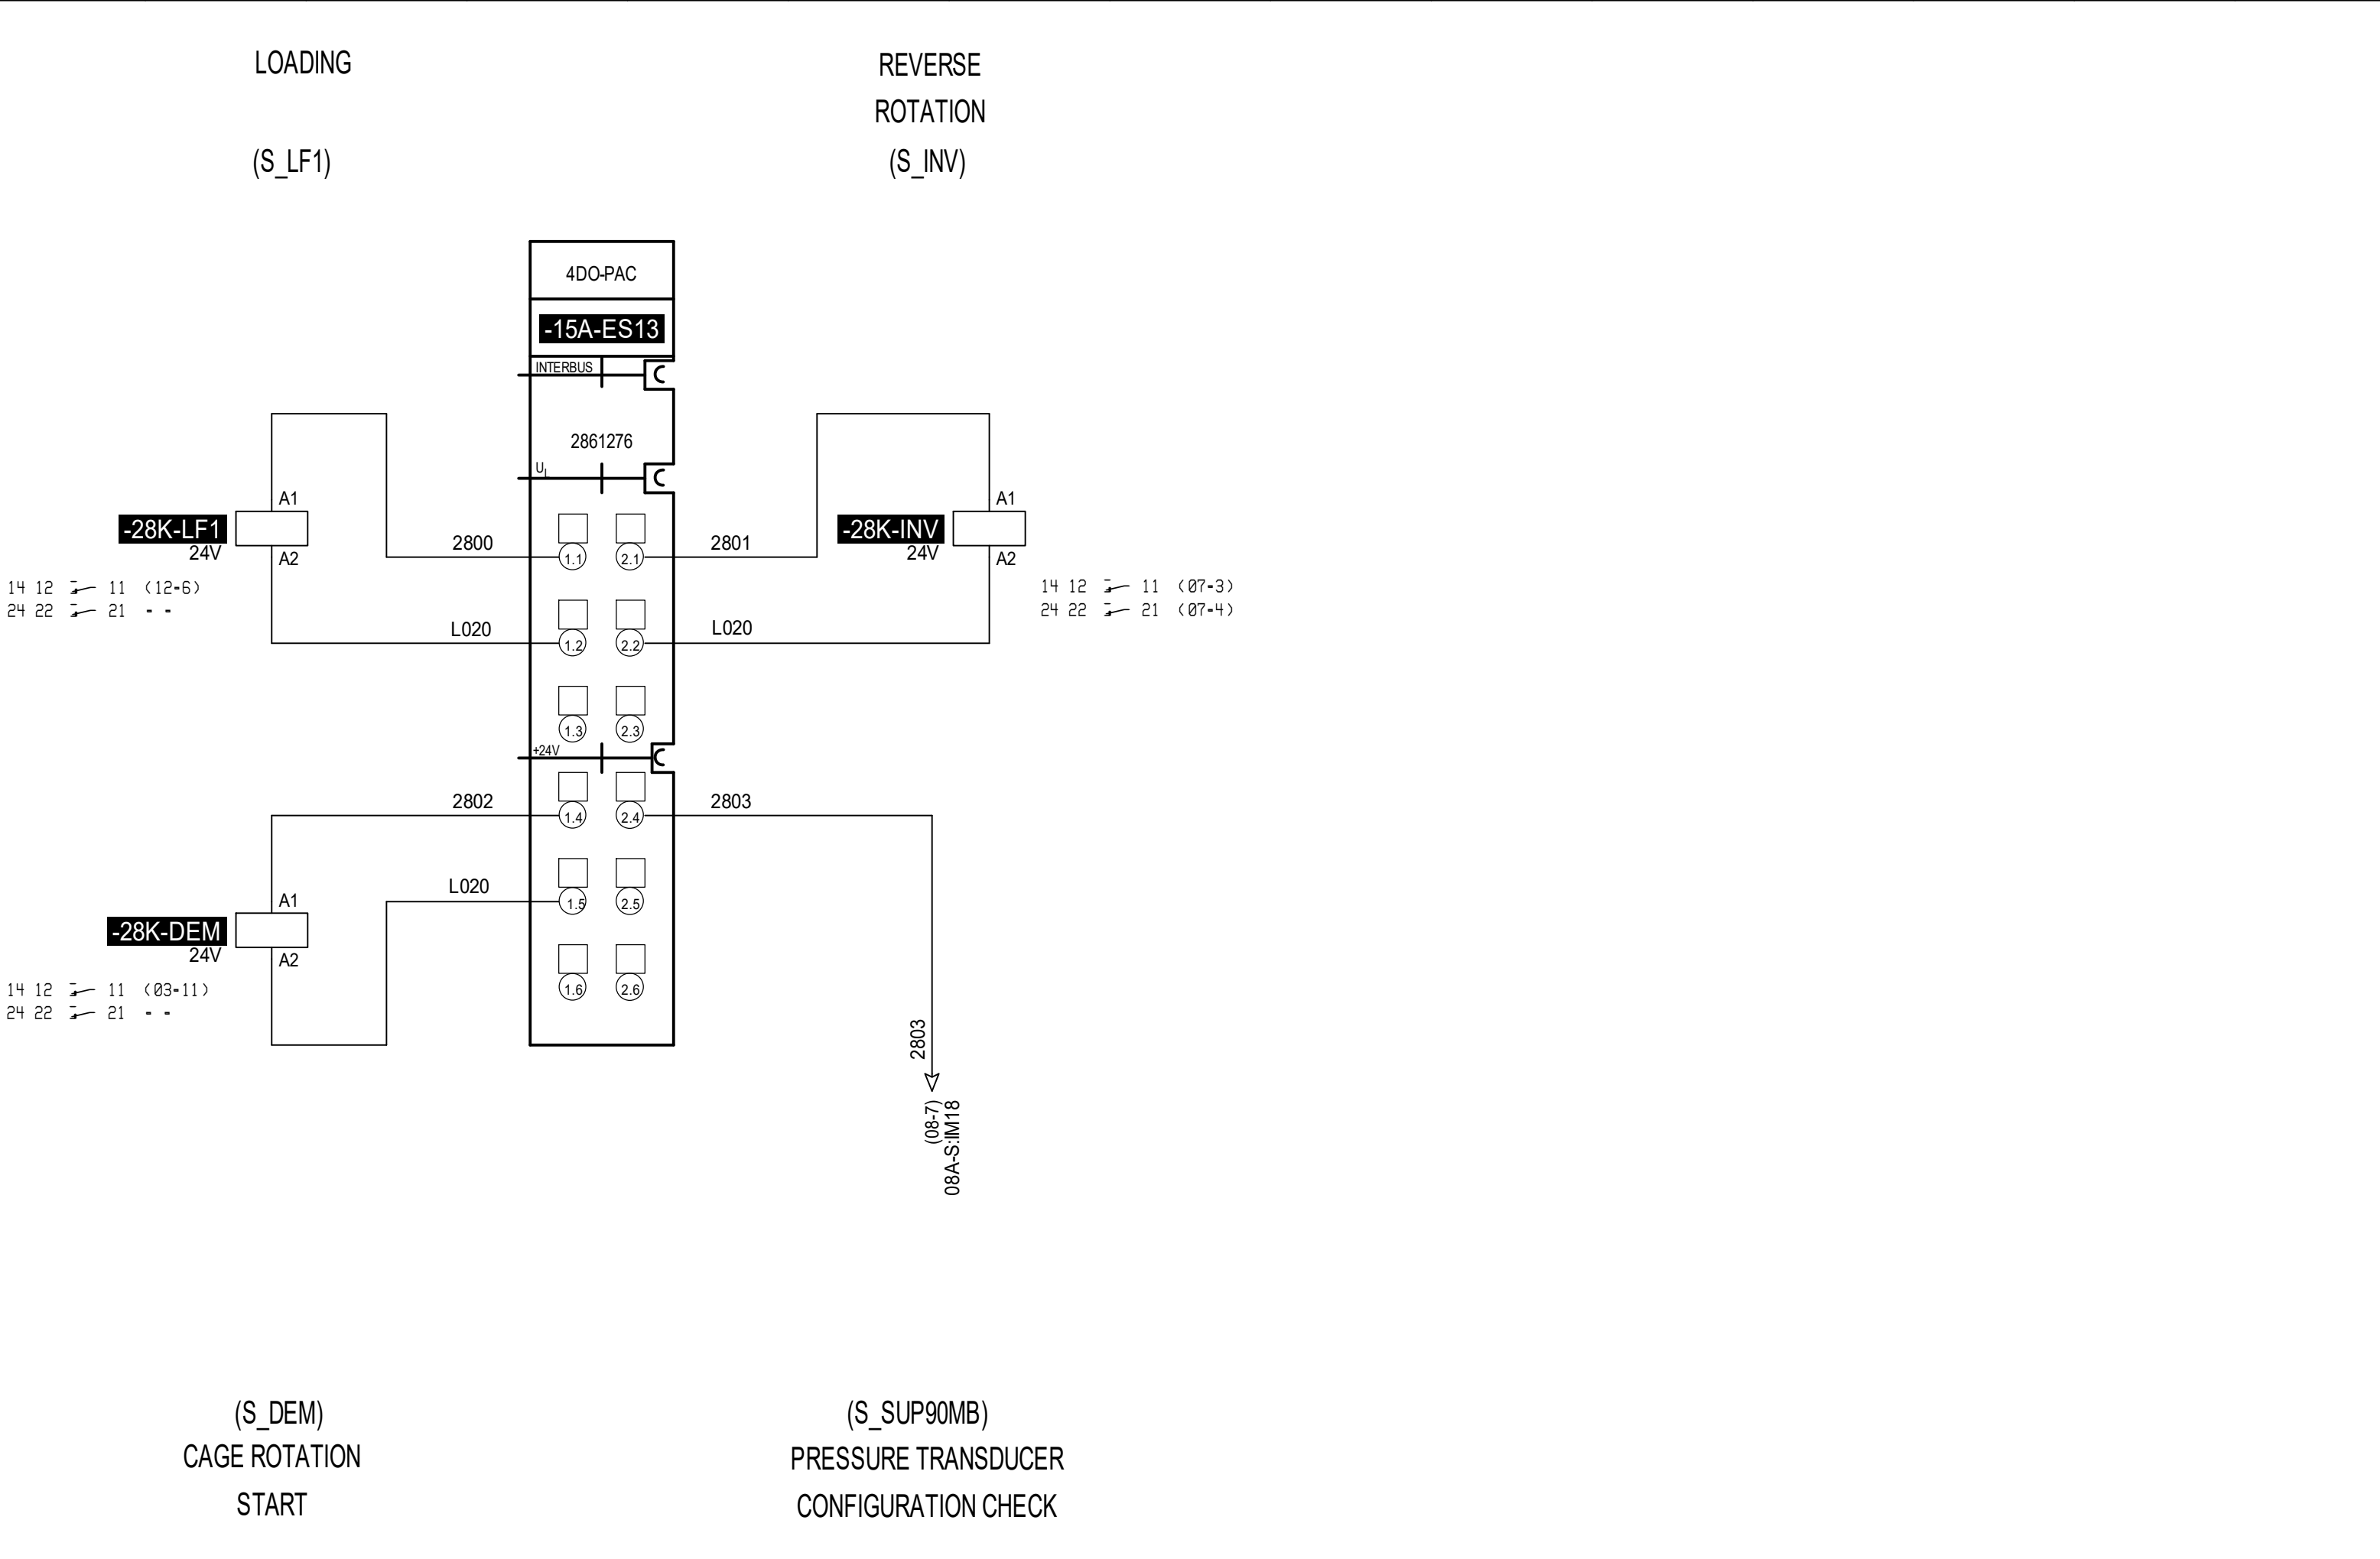 LOADING
(S_LF1)
REVERSE
ROTATION
(S_INV)
4DO-PAC
-15A-ES13
INTERBUS
2861276
UL
A1
-28K-LF1
24V
A2
14 12 11 (12-6)
24 22 21 - -
2800
1.1
2.1
2801
A1
-28K-INV
24V
A2
14 12 11 (07-3)
24 22 21 (07-4)
L020
1.2
2.2
L020
1.3
2.3
+24V
2802
1.4
2.4
2803
L020
1.5
2.5
A1
-28K-DEM
24V
A2
14 12 11 (03-11)
24 22 21 - -
1.6
2.6
2803
(08-7)
08A-S:IM18
(S_DEM)
CAGE ROTATION
START
(S_SUP90MB)
PRESSURE TRANSDUCER
CONFIGURATION CHECK